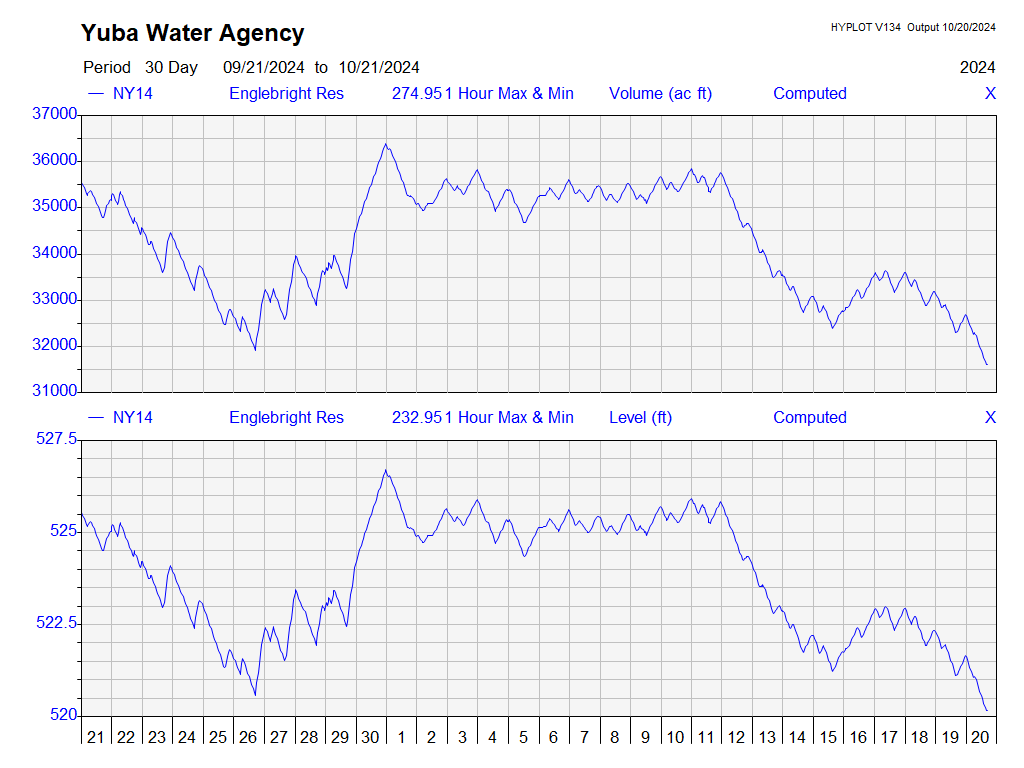 Yuba Water Agency
HYPLOT V134 Output 10/20/2024
Period 30 Day 09/21/2024 to 10/21/2024 2024
NY14 Englebright Res 274.951 Hour Max & Min Volume (ac ft) Computed X
37000
36000
35000
34000
33000
32000
31000
NY14 Englebright Res 232.951 Hour Max & Min Level (ft) Computed X
527.5
525
522.5
520
21 22 23 24 25 26 27 28 29 30 1 2 3 4 5 6 7 8 9 10 11 12 13 14 15 16 17 18 19 20